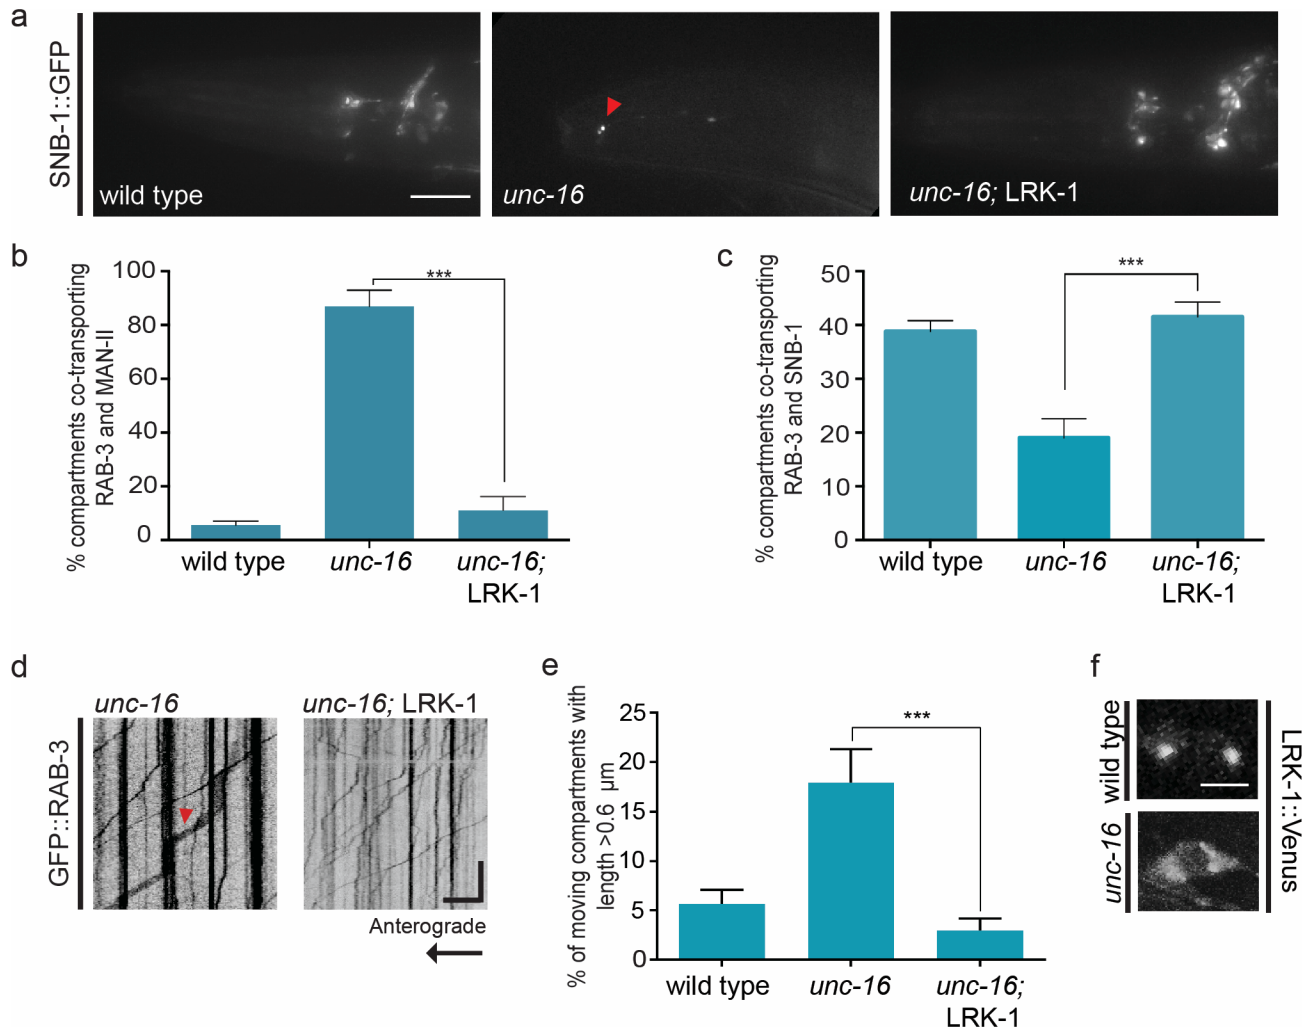 a
SNB-1::GFP
wild type
unc-16
unc-16; LRK-1
b
% compartments co-transporting
RAB-3 and MAN-II
100
80
60
40
20
0
***
wild type
unc-16
unc-16;
LRK-1
c
% compartments co-transporting
RAB-3 and SNB-1
50
40
30
20
10
0
***
wild type
unc-16
unc-16;
LRK-1
d
GFP::RAB-3
unc-16
unc-16; LRK-1
Anterograde
e
% of moving compartments with
length >0.6 μm
25
20
15
10
5
0
***
wild type
unc-16
unc-16;
LRK-1
f
wild type
unc-16
LRK-1::Venus